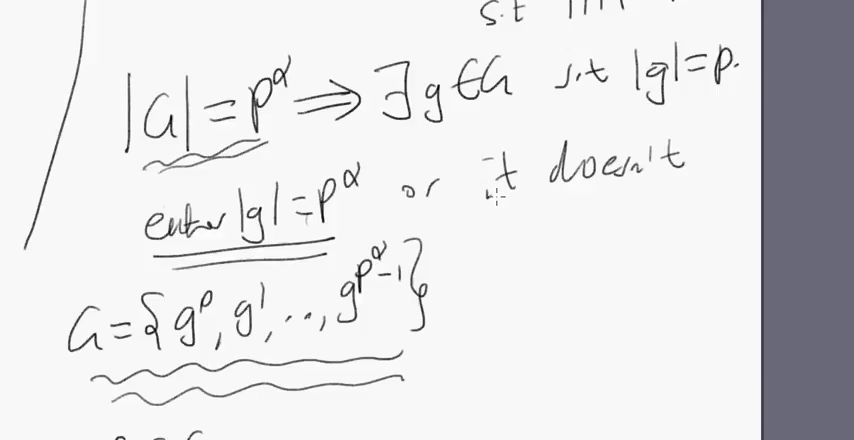 s.t
|G|=p^α ⟹ ∃g∈G s.t |g|=p.
either |g|=p^α or it doesn't
G={g^0, g^1, .., g^{p^α-1}}